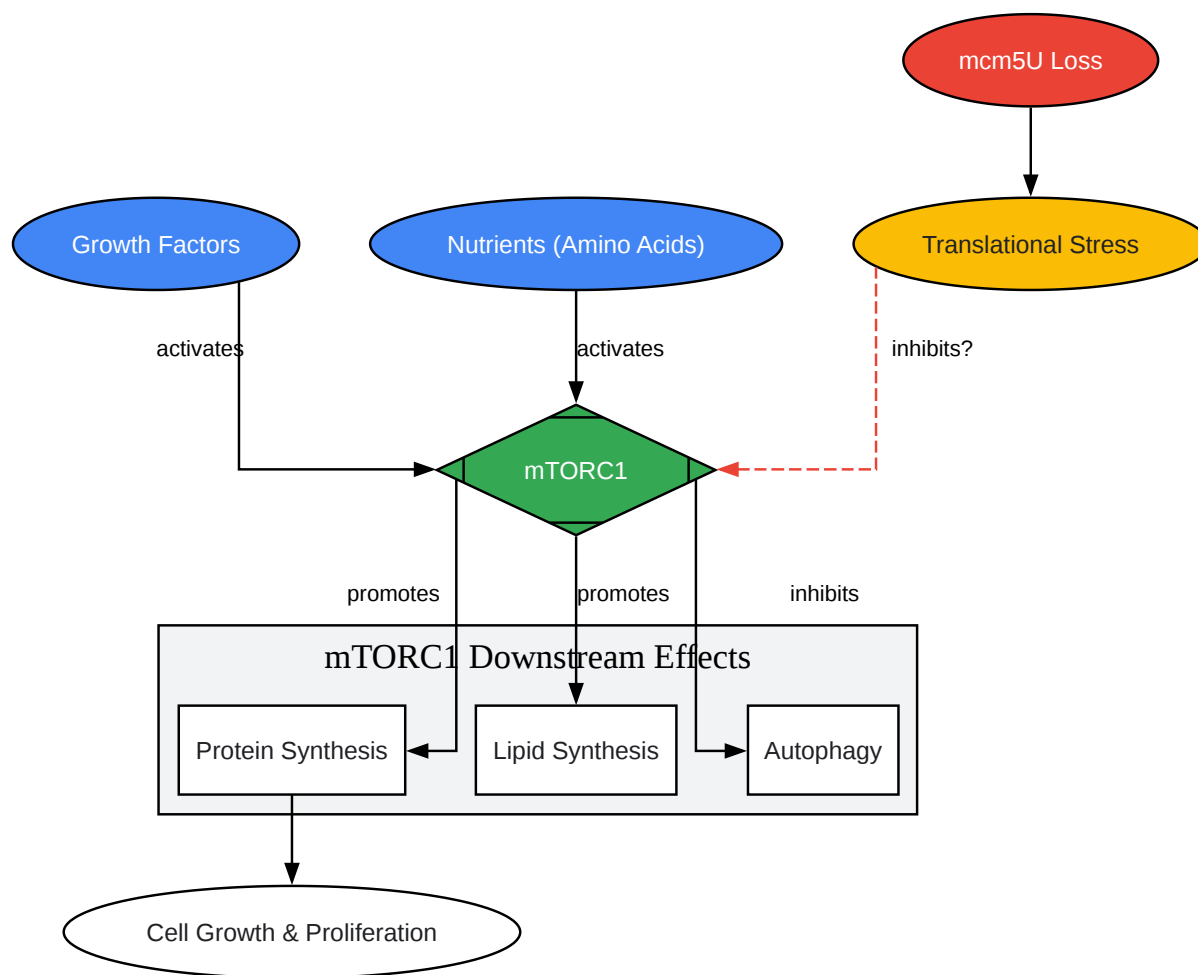 mcm5U Loss
Growth Factors
Nutrients (Amino Acids)
Translational Stress
activates
activates
inhibits?
mTORC1
promotes
promotes
inhibits
mTORC1 Downstream Effects
Protein Synthesis
Lipid Synthesis
Autophagy
Cell Growth & Proliferation